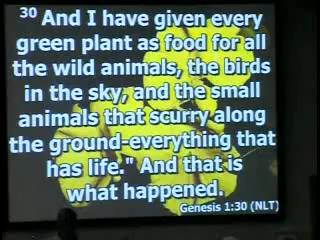 30 And I have given every
green plant as food for all
the wild animals, the birds
in the sky, and the small
animals that scurry along
the ground-everything that
has life." And that is
what happened.
Genesis 1:30 (NLT)